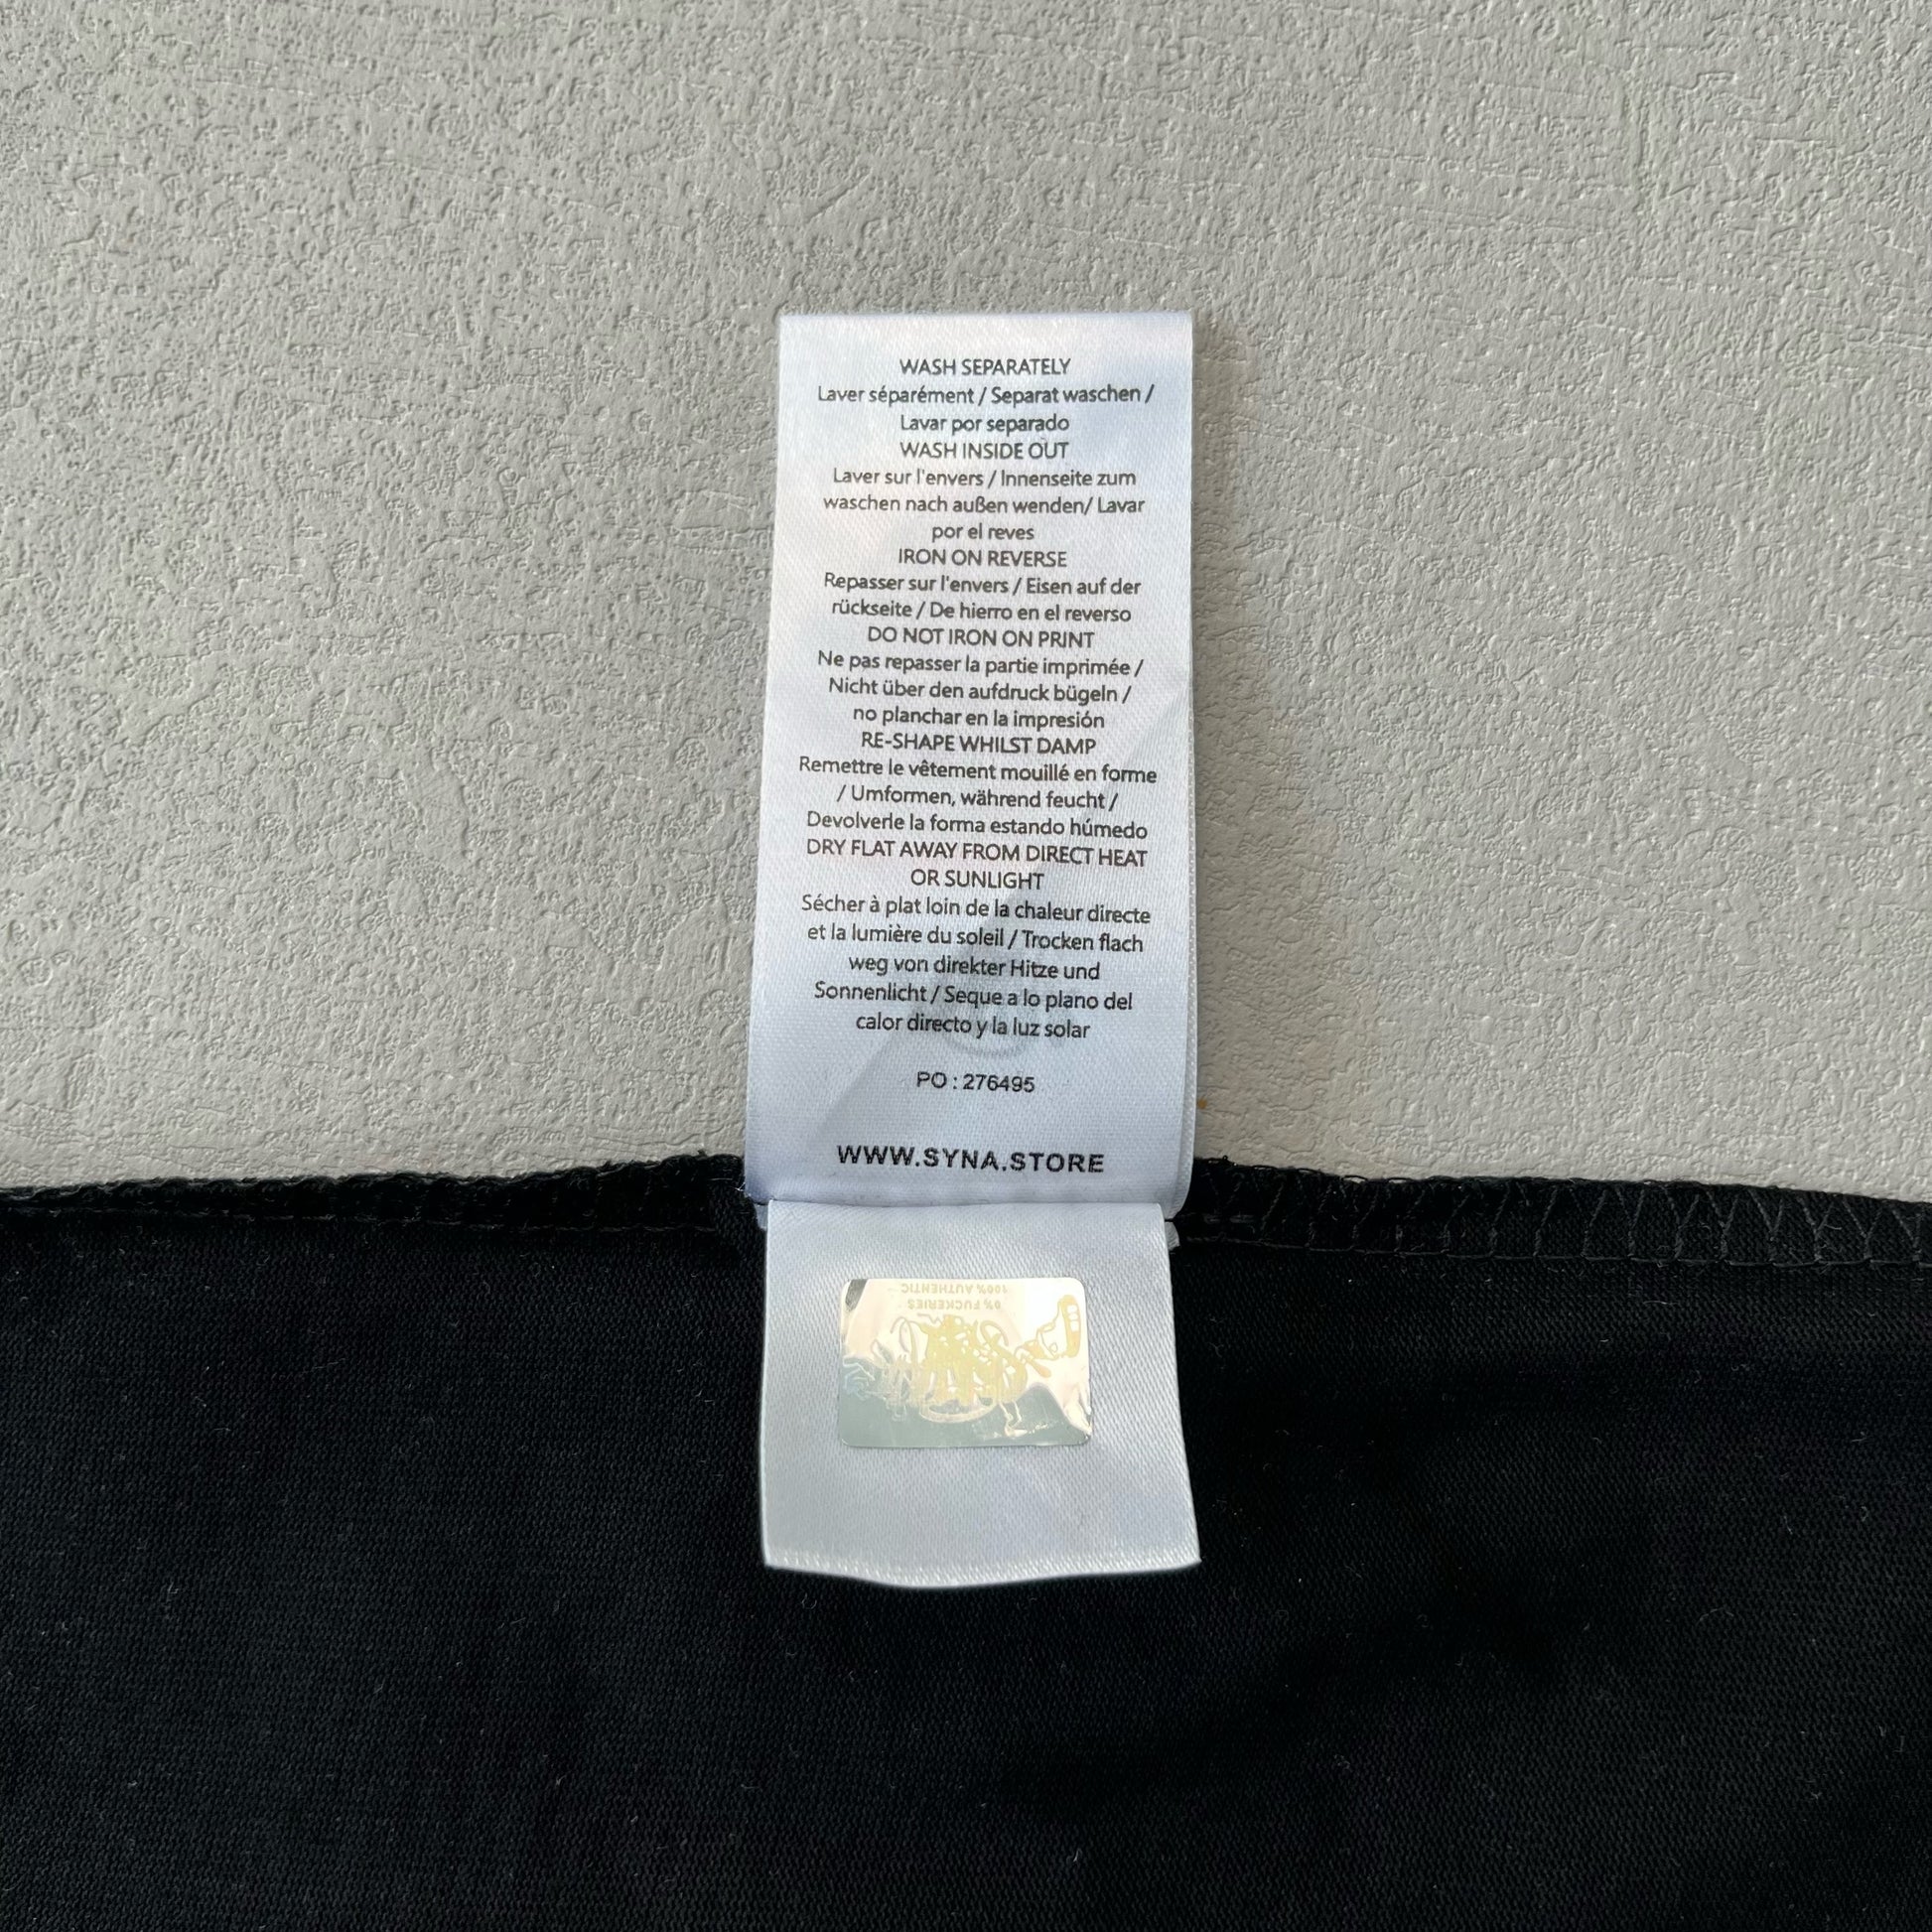 WASH SEPARATELY
Laver séparément / Separat waschen /
Lavar por separado
WASH INSIDE OUT
Laver sur l'envers / Innenseite zum
waschen nach außen wenden/ Lavar
por el reves
IRON ON REVERSE
Repasser sur l'envers / Eisen auf der
rückseite / De hierro en el reverso
DO NOT IRON ON PRINT
Ne pas repasser la partie imprimée /
Nicht über den aufdruck bügeln /
no planchar en la impresión
RE-SHAPE WHILST DAMP
Remettre le vêtement mouillé en forme
/ Umformen, während feucht /
Devolverle la forma estando húmedo
DRY FLAT AWAY FROM DIRECT HEAT
OR SUNLIGHT
Sécher à plat loin de la chaleur directe
et la lumière du soleil / Trocken flach
weg von direkter Hitze und
Sonnenlicht / Seque a lo plano del
calor directo y la luz solar
PO : 276495
WWW.SYNA.STORE
0% FUCKERIES
100% AUTHENTIC